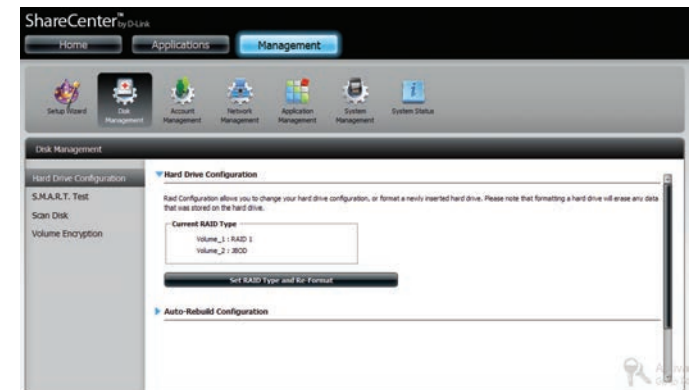 ShareCenter™ by D-Link
Home Applications Management
Setup Wizard
Disk Management
Account Management
Network Management
Application Management
System Management
System Status
Disk Management
Hard Drive Configuration
S.M.A.R.T. Test
Scan Disk
Volume Encryption
Hard Drive Configuration
Raid Configuration allows you to change your hard drive configuration, or format a newly inserted hard drive. Please note that formatting a hard drive will erase any data
that was stored on the hard drive.
Current RAID Type
Volume_1 : RAID 1
Volume_2 : JBOD
Set RAID Type and Re-Format
Auto-Rebuild Configuration